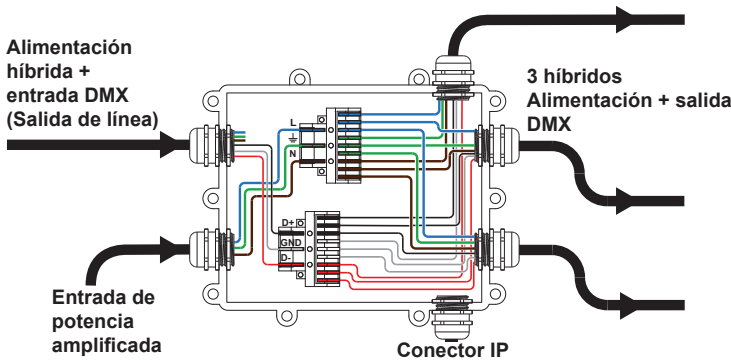 Alimentación
híbrida +
entrada DMX
(Salida de línea)
3 híbridos
Alimentación + salida
DMX
L
N
D+
GND
D-
Entrada de
potencia
amplificada
Conector IP